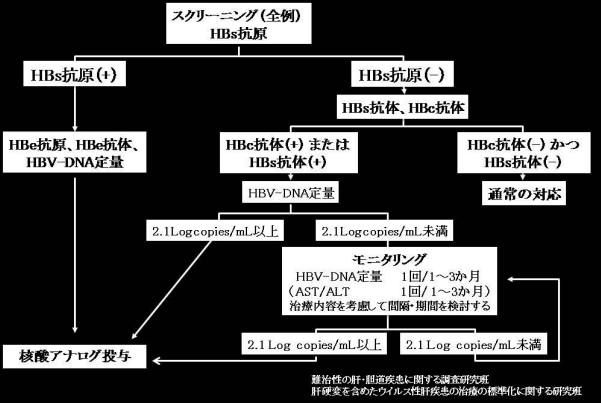 スクリーニング(全例)
HBs抗原
HBs抗原(+)
HBs抗原(-)
HBs抗体、HBc抗体
HBe抗原、HBe抗体、
HBV-DNA定量
HBc抗体(+) または
HBs抗体(+)
HBc抗体(-) かつ
HBs抗体(-)
HBV-DNA定量
通常の対応
2.1Logcopies/mL以上
2.1Logcopies/mL未満
モニタリング
HBV-DNA定量 1回/1~3か月
(AST/ALT 1回/1~3か月)
治療内容を考慮して間隔・期間を検討する
2.1 Log copies/mL以上
2.1 Log copies/mL未満
核酸アナログ投与
難治性の肝・胆道疾患に関する調査研究班
肝硬変を含めたウイルス性肝疾患の治療の標準化に関する研究班